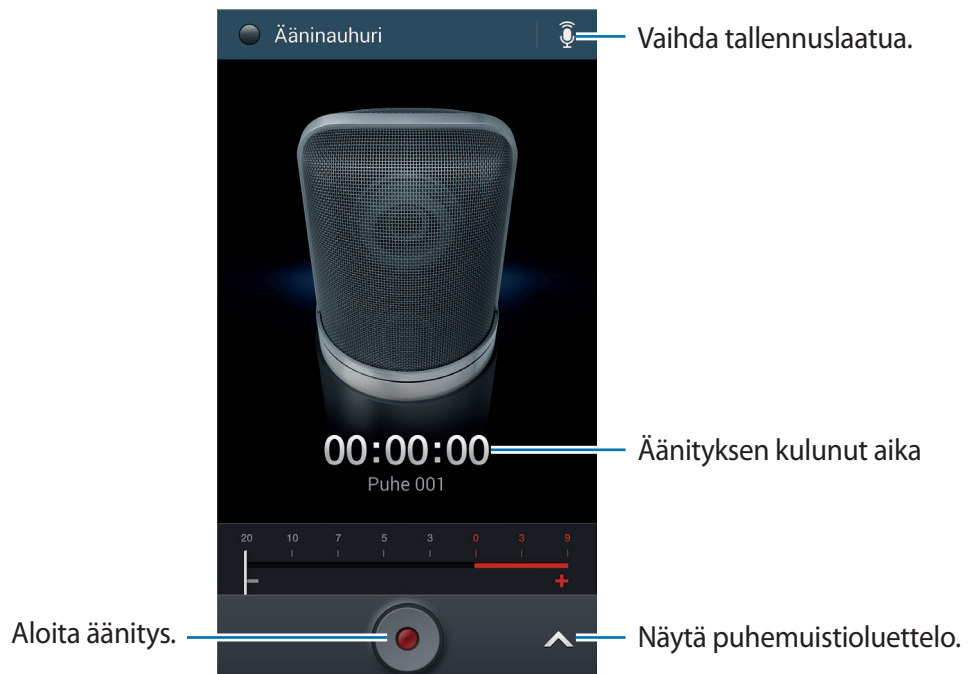 Ääninauhuri
Vaihda tallennuslaatua.
00:00:00
Äänityksen kulunut aika
Puhe 001
20 10 7 5 3 0 3 9
− +
Aloita äänitys.
Näytä puhemuistioluettelo.